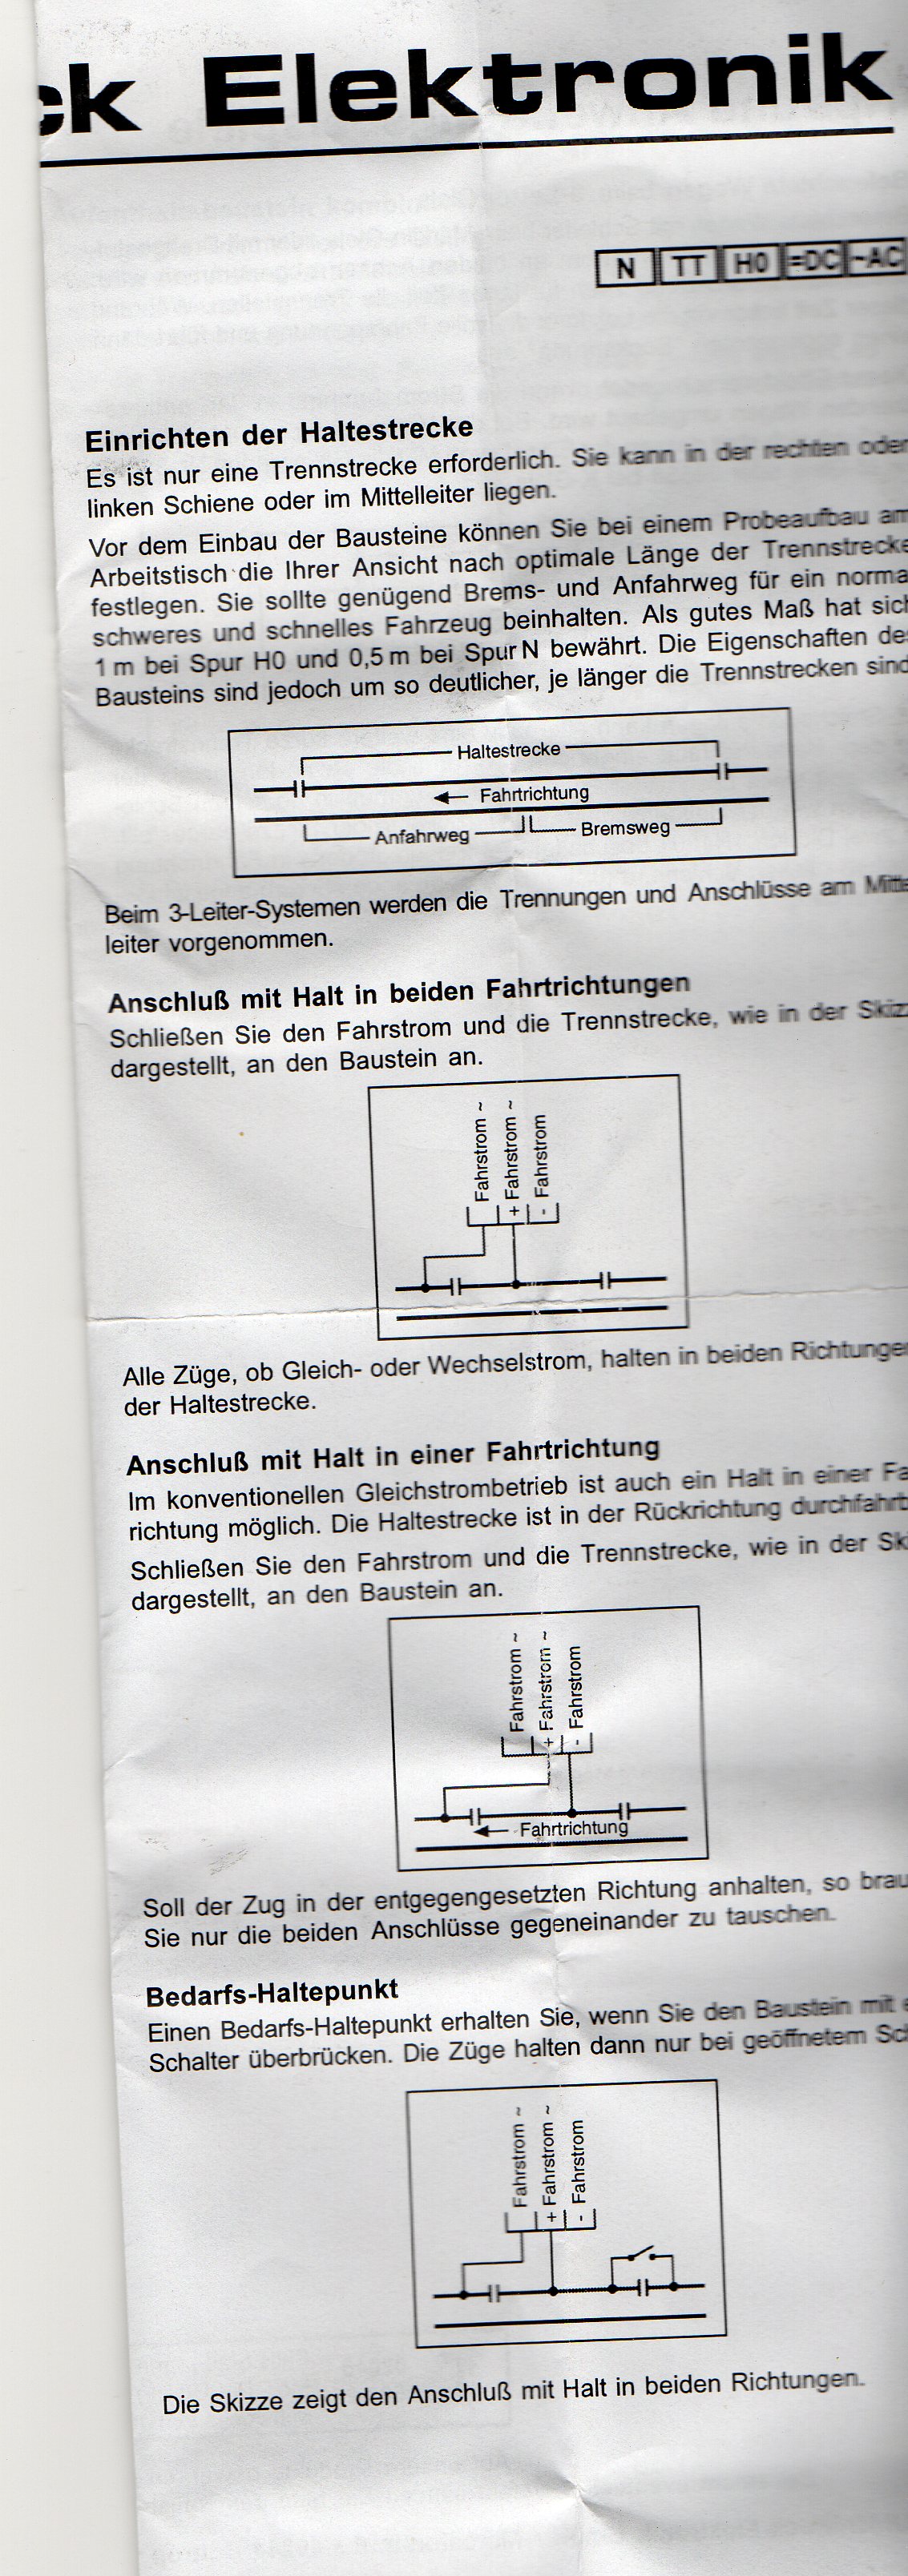 ck Elektronik
N TT H0 =DC ~AC
Einrichten der Haltestrecke
Es ist nur eine Trennstrecke erforderlich. Sie kann in der rechten oder
linken Schiene oder im Mittelleiter liegen.
Vor dem Einbau der Bausteine können Sie bei einem Probeaufbau am
Arbeitstisch die Ihrer Ansicht nach optimale Länge der Trennstrecke
festlegen. Sie sollte genügend Brems- und Anfahrweg für ein norma
schweres und schnelles Fahrzeug beinhalten. Als gutes Maß hat sich
1 m bei Spur H0 und 0,5 m bei Spur N bewährt. Die Eigenschaften des
Bausteins sind jedoch um so deutlicher, je länger die Trennstrecken sind
Haltestrecke
Fahrtrichtung
Anfahrweg Bremsweg
Beim 3-Leiter-Systemen werden die Trennungen und Anschlüsse am Mitte
leiter vorgenommen.
Anschluß mit Halt in beiden Fahrtrichtungen
Schließen Sie den Fahrstrom und die Trennstrecke, wie in der Skizz
dargestellt, an den Baustein an.
Fahrstrom ~
+ Fahrstrom ~
- Fahrstrom
Alle Züge, ob Gleich- oder Wechselstrom, halten in beiden Richtungen
der Haltestrecke.
Anschluß mit Halt in einer Fahrtrichtung
Im konventionellen Gleichstrombetrieb ist auch ein Halt in einer Fa
richtung möglich. Die Haltestrecke ist in der Rückrichtung durchfahrb
Schließen Sie den Fahrstrom und die Trennstrecke, wie in der Ski
dargestellt, an den Baustein an.
Fahrstrom ~
+ Fahrstrom ~
- Fahrstrom
Fahrtrichtung
Soll der Zug in der entgegengesetzten Richtung anhalten, so brau
Sie nur die beiden Anschlüsse gegeneinander zu tauschen.
Bedarfs-Haltepunkt
Einen Bedarfs-Haltepunkt erhalten Sie, wenn Sie den Baustein mit e
Schalter überbrücken. Die Züge halten dann nur bei geöffnetem Sch
Fahrstrom ~
+ Fahrstrom ~
- Fahrstrom
Die Skizze zeigt den Anschluß mit Halt in beiden Richtungen.